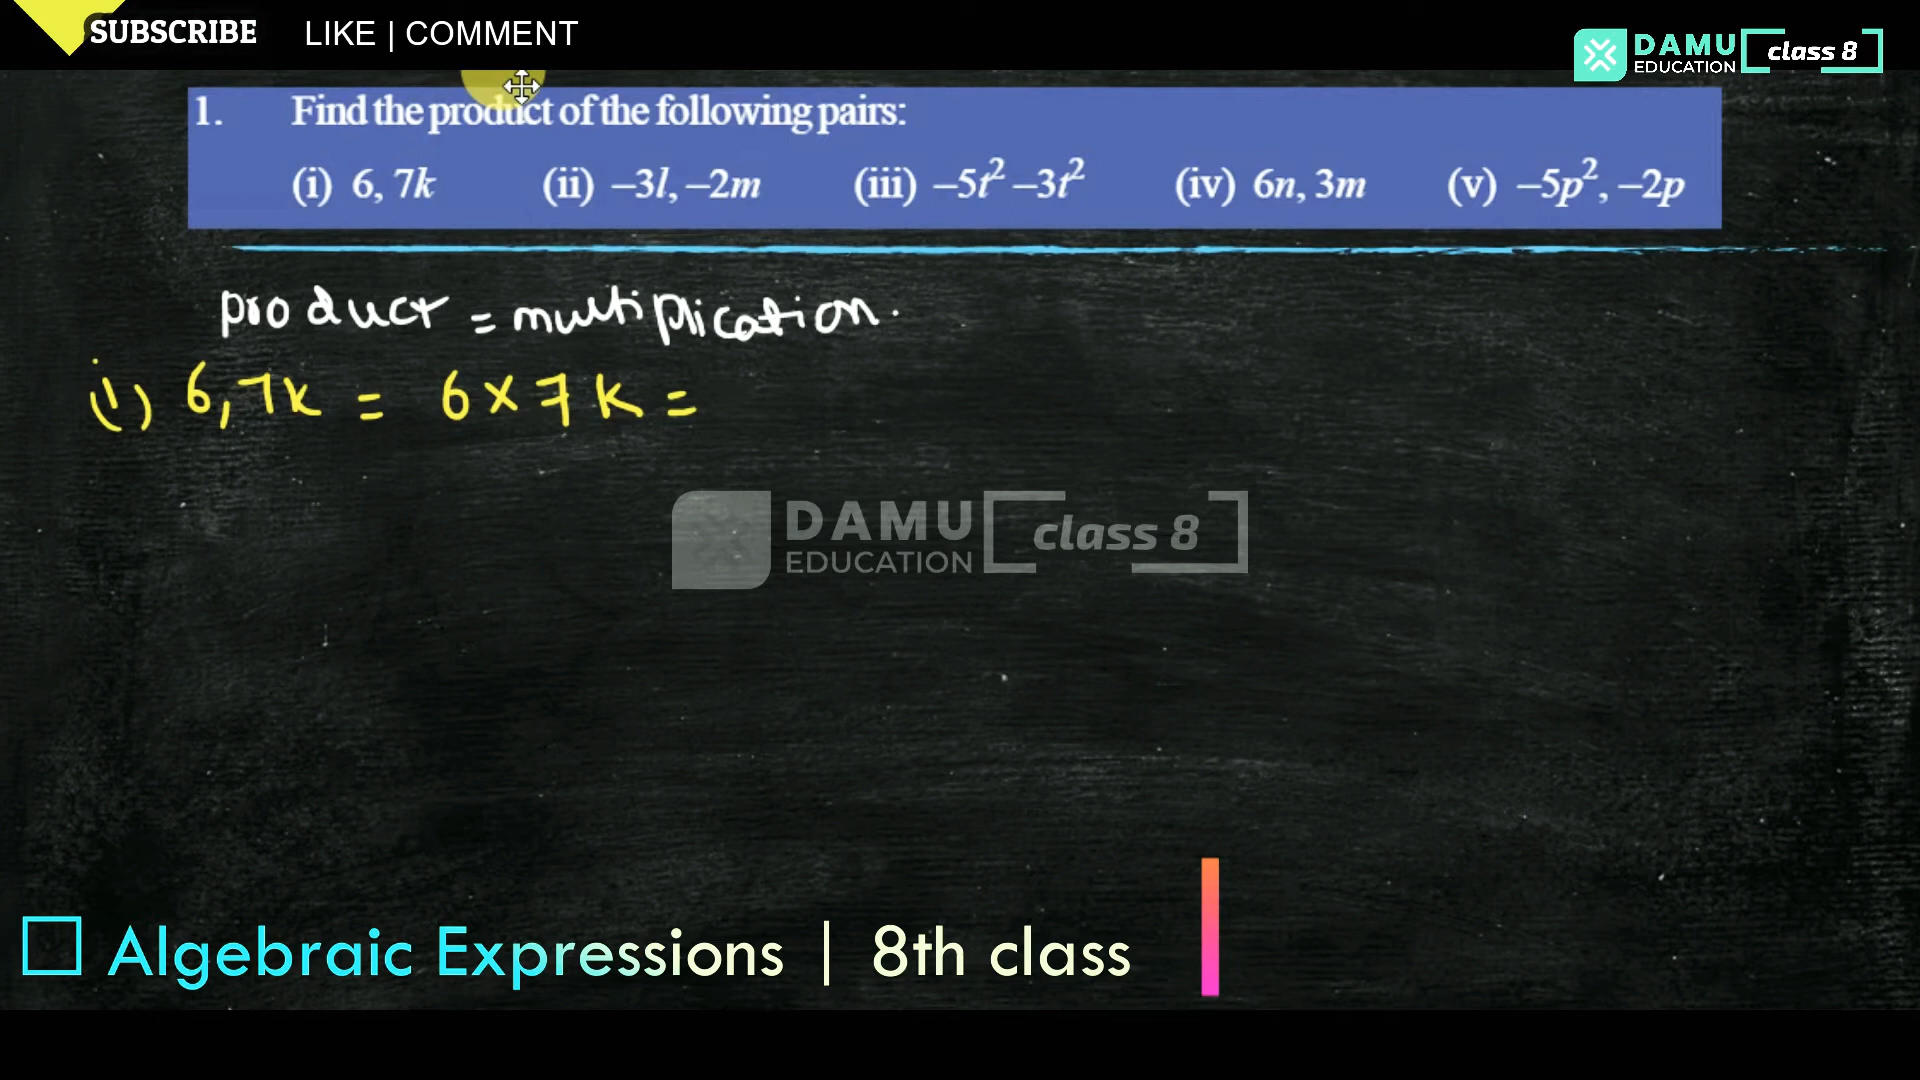 SUBSCRIBE LIKE | COMMENT
DAMU EDUCATION class 8
1. Find the product of the following pairs:
(i) 6, 7k (ii) –3l, –2m (iii) –5t² –3t² (iv) 6n, 3m (v) –5p², –2p
product = multiplication.
(i) 6, 7k = 6 × 7 k =
DAMU EDUCATION class 8
Algebraic Expressions | 8th class